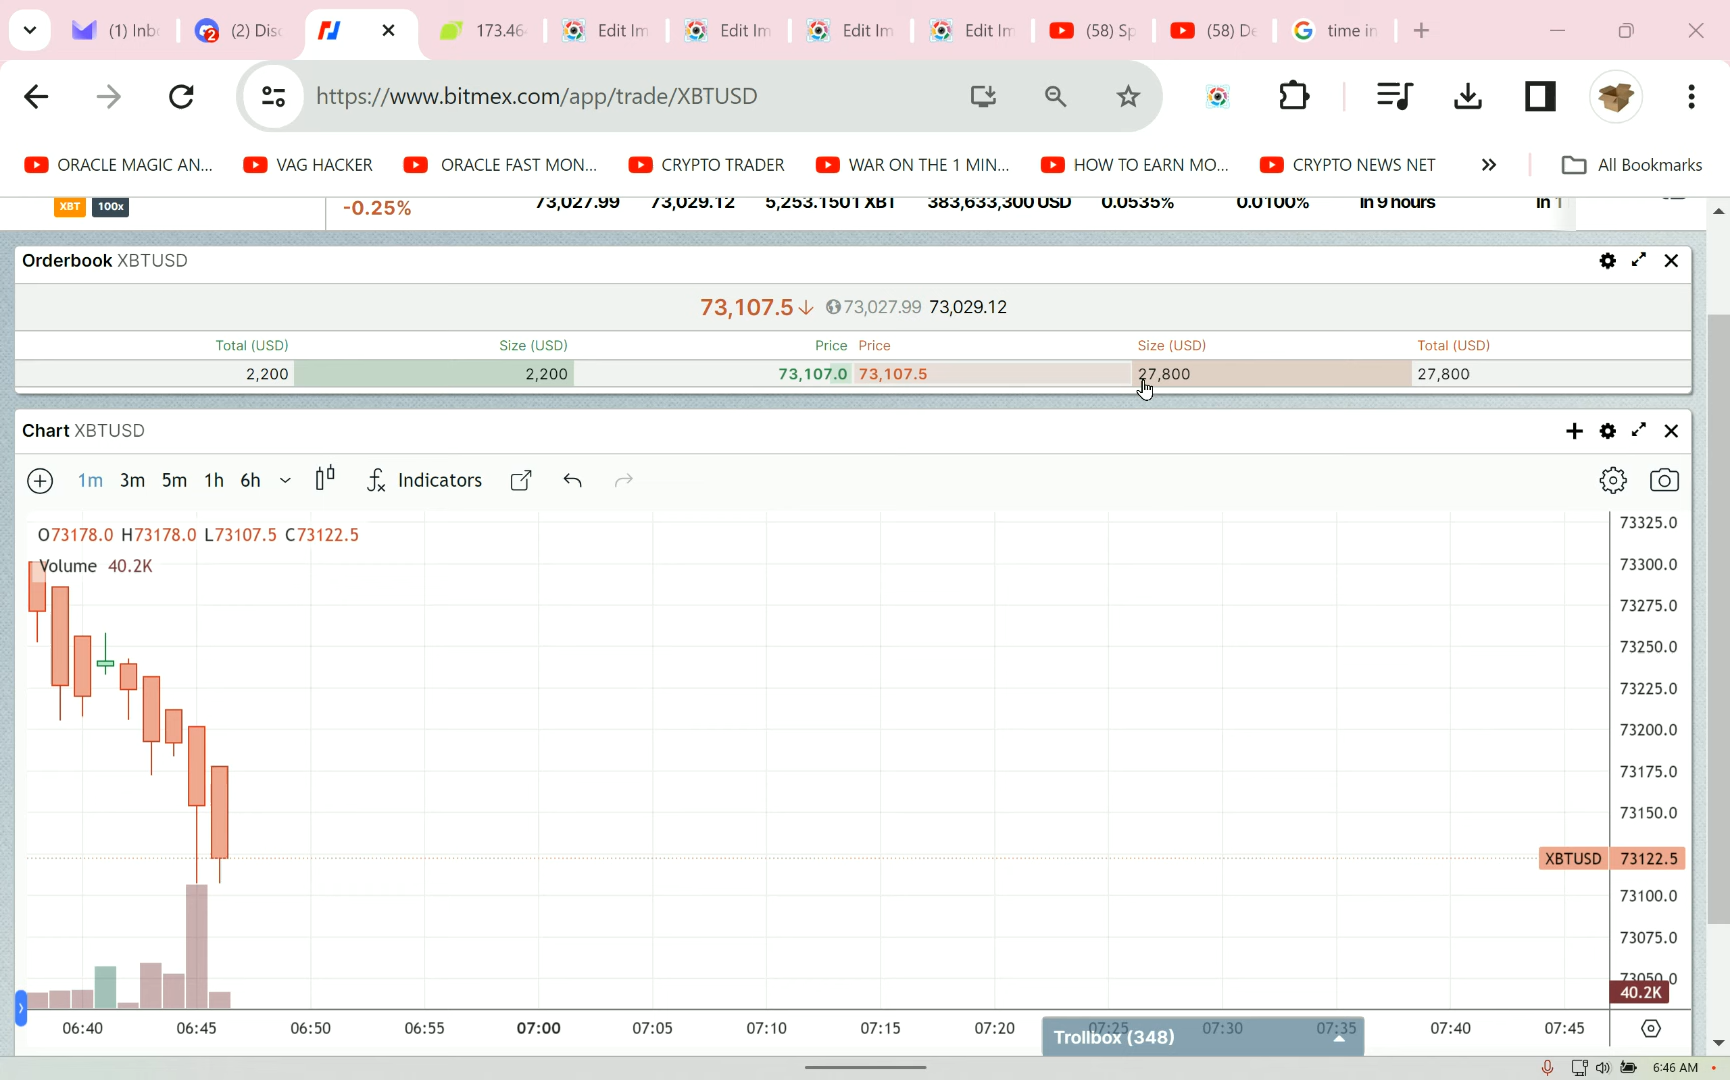 (1) Inb
(2) Disc
173.46
Edit Im
Edit Im
Edit Im
Edit Im
(58) Sp
(58) De
time in
https://www.bitmex.com/app/trade/XBTUSD
ORACLE MAGIC AN...
VAG HACKER
ORACLE FAST MON...
CRYPTO TRADER
WAR ON THE 1 MIN...
HOW TO EARN MO...
CRYPTO NEWS NET
All Bookmarks
XBT 100x
-0.25%
73,027.99 73,029.12 5,253.1501 XBT 383,633,300 USD 0.0535% 0.0100% In 9 hours In 1
Orderbook XBTUSD
73,107.5↓ 73,027.99 73,029.12
Total (USD) Size (USD) Price Price Size (USD) Total (USD)
2,200 2,200 73,107.0 73,107.5 27,800 27,800
Chart XBTUSD
1m 3m 5m 1h 6h Indicators
O73178.0 H73178.0 L73107.5 C73122.5
Volume 40.2K
73325.0
73300.0
73275.0
73250.0
73225.0
73200.0
73175.0
73150.0
XBTUSD 73122.5
73100.0
73075.0
73050.0
40.2K
06:40 06:45 06:50 06:55 07:00 07:05 07:10 07:15 07:20 07:25 07:30 07:35 07:40 07:45
Trollbox (348)
6:46 AM